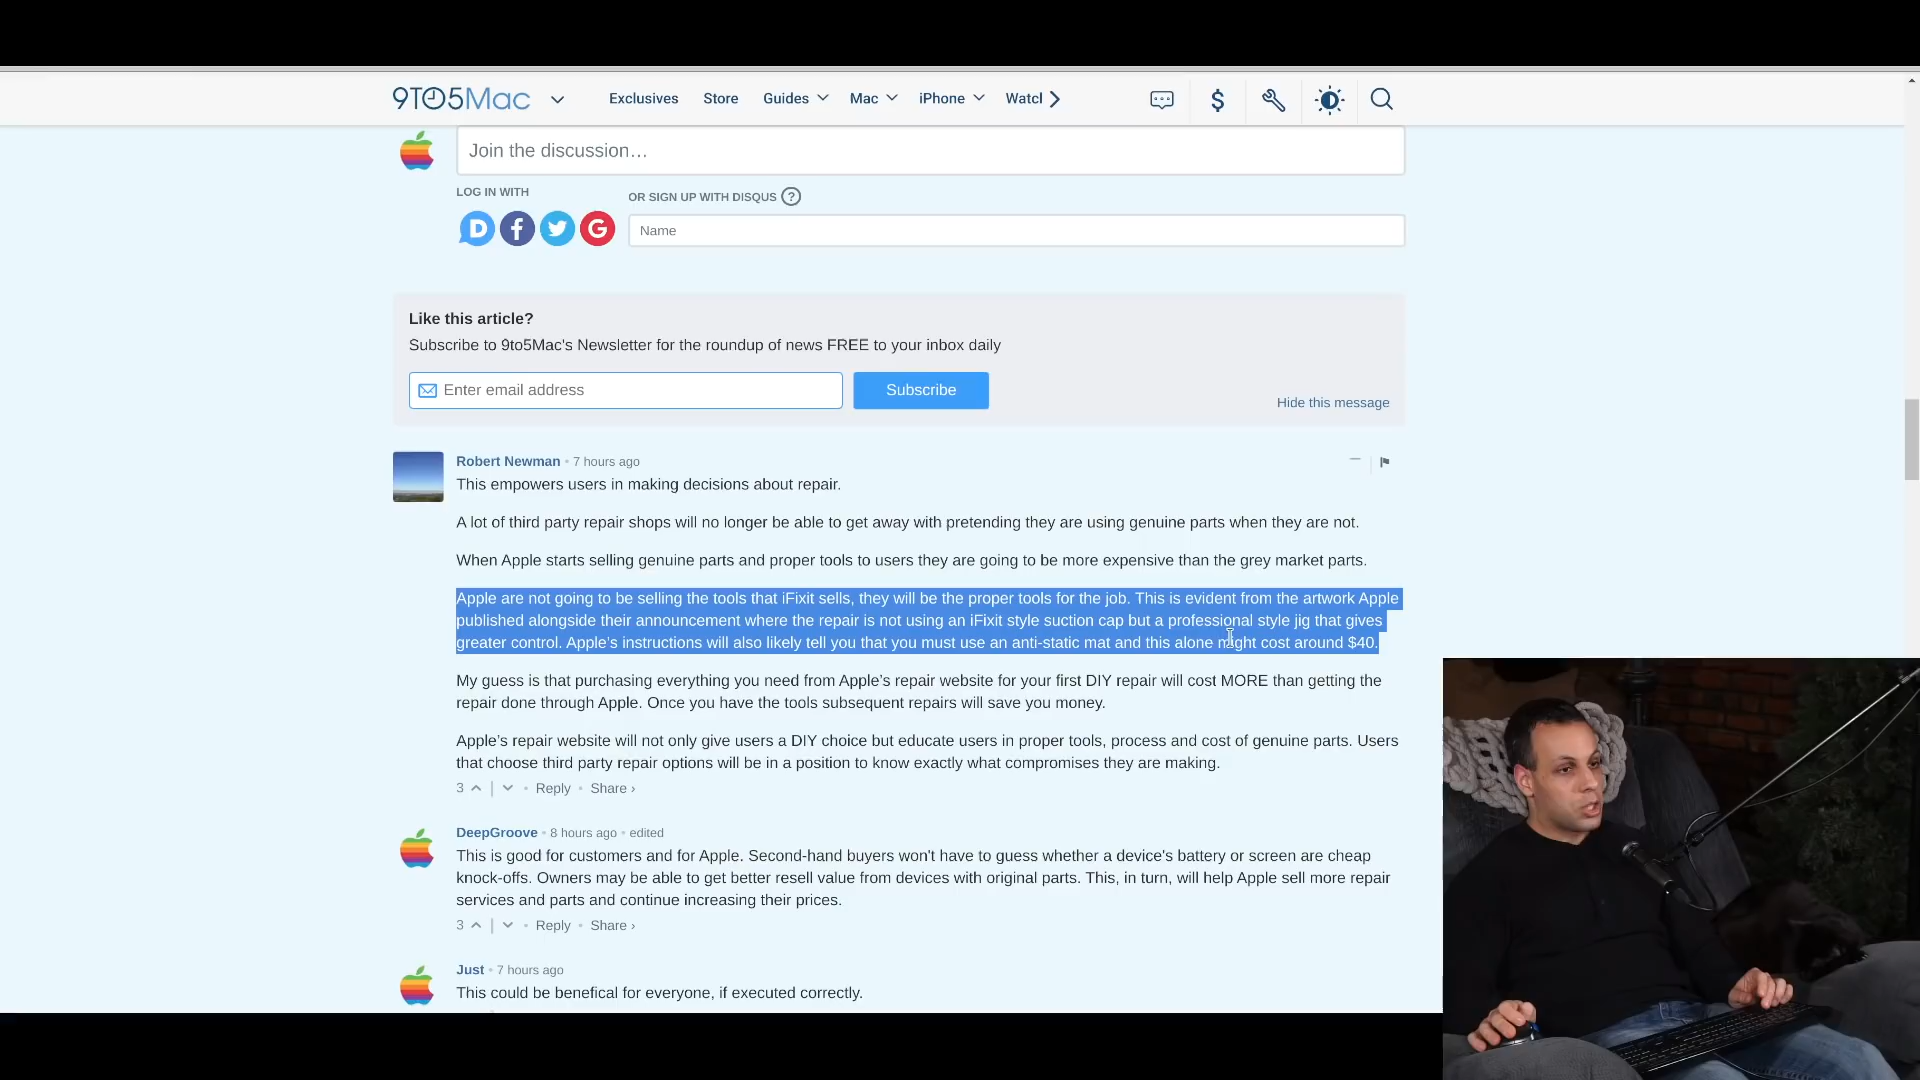 9TO5Mac
Exclusives Store Guides Mac iPhone Watch
Join the discussion…
LOG IN WITH
OR SIGN UP WITH DISQUS ?
D f G
Name
Like this article?
Subscribe to 9to5Mac's Newsletter for the roundup of news FREE to your inbox daily
Enter email address
Subscribe
Hide this message
Robert Newman • 7 hours ago
This empowers users in making decisions about repair.
A lot of third party repair shops will no longer be able to get away with pretending they are using genuine parts when they are not.
When Apple starts selling genuine parts and proper tools to users they are going to be more expensive than the grey market parts.
Apple are not going to be selling the tools that iFixit sells, they will be the proper tools for the job. This is evident from the artwork Apple
published alongside their announcement where the repair is not using an iFixit style suction cap but a professional style jig that gives
greater control. Apple's instructions will also likely tell you that you must use an anti-static mat and this alone might cost around $40.
My guess is that purchasing everything you need from Apple's repair website for your first DIY repair will cost MORE than getting the
repair done through Apple. Once you have the tools subsequent repairs will save you money.
Apple's repair website will not only give users a DIY choice but educate users in proper tools, process and cost of genuine parts. Users
that choose third party repair options will be in a position to know exactly what compromises they are making.
3 | • Reply • Share ›
DeepGroove • 8 hours ago • edited
This is good for customers and for Apple. Second-hand buyers won't have to guess whether a device's battery or screen are cheap
knock-offs. Owners may be able to get better resell value from devices with original parts. This, in turn, will help Apple sell more repair
services and parts and continue increasing their prices.
3 | • Reply • Share ›
Just • 7 hours ago
This could be benefical for everyone, if executed correctly.